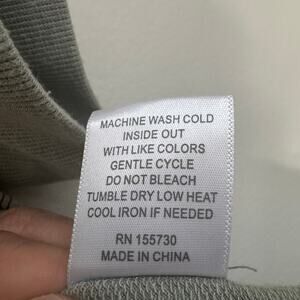 MACHINE WASH COLD
INSIDE OUT
WITH LIKE COLORS
GENTLE CYCLE
DO NOT BLEACH
TUMBLE DRY LOW HEAT
COOL IRON IF NEEDED
RN 155730
MADE IN CHINA